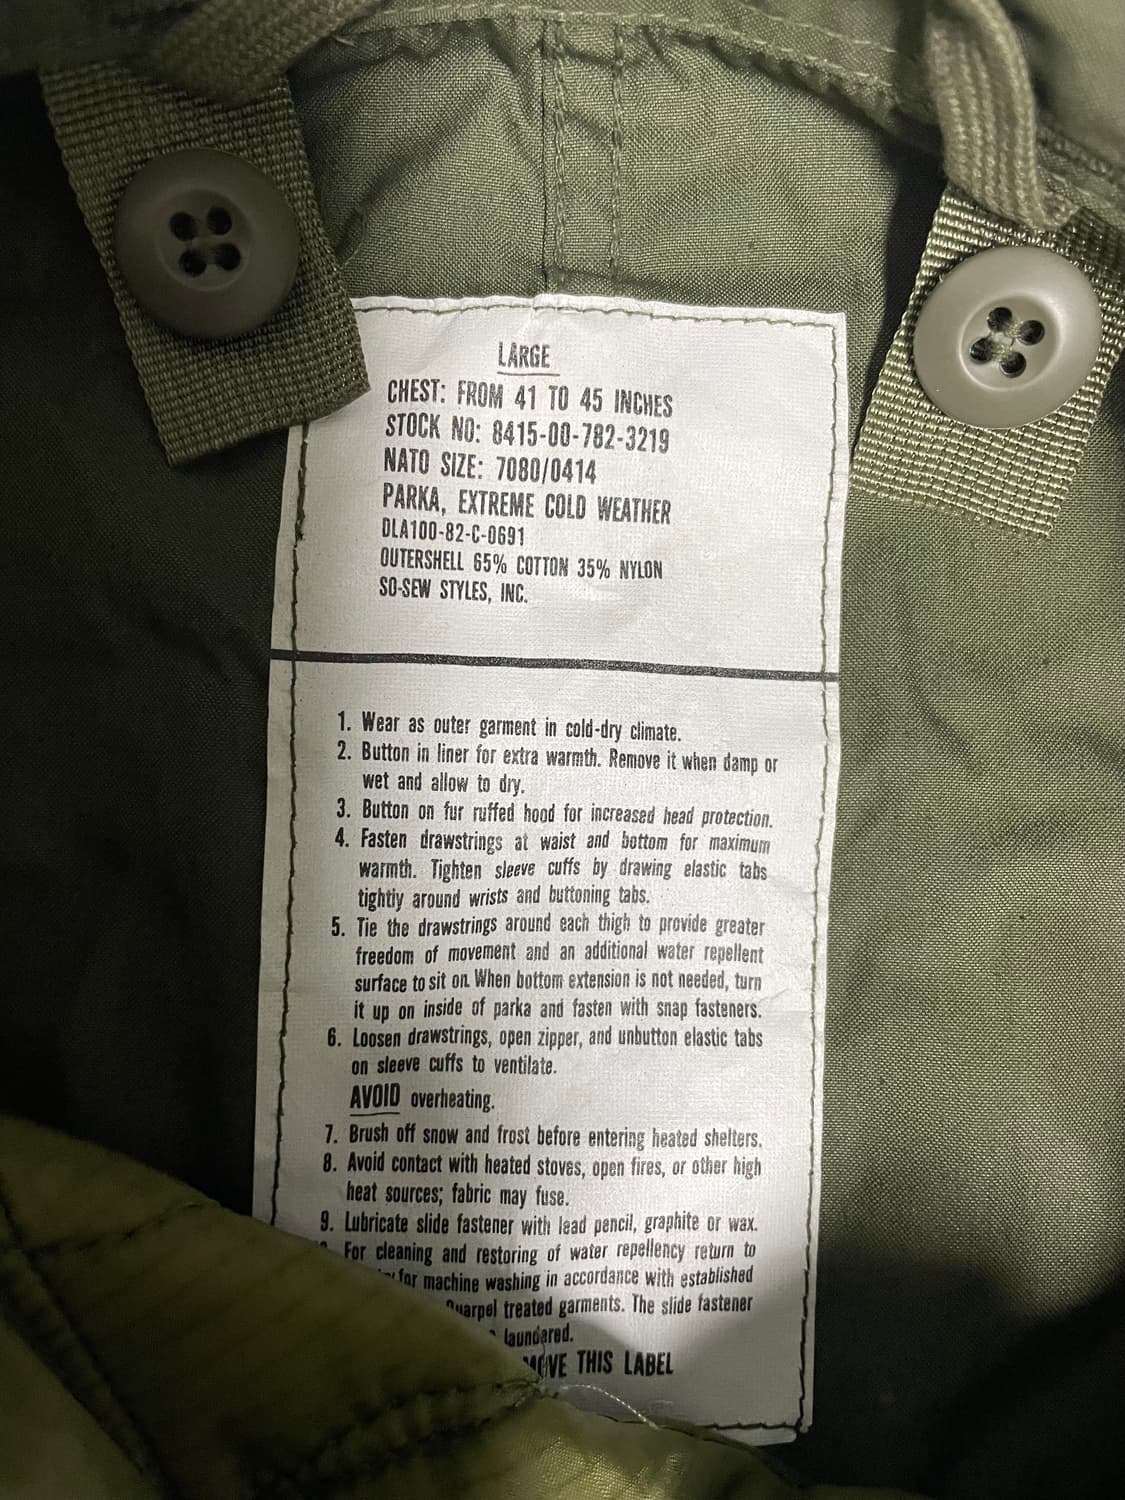 LARGE
CHEST: FROM 41 TO 45 INCHES
STOCK NO: 8415-00-782-3219
NATO SIZE: 7080/0414
PARKA, EXTREME COLD WEATHER
DLA100-82-C-0691
OUTERSHELL 65% COTTON 35% NYLON
SO-SEW STYLES, INC.
1. Wear as outer garment in cold-dry climate.
2. Button in liner for extra warmth. Remove it when damp or
wet and allow to dry.
3. Button on fur ruffed hood for increased head protection.
4. Fasten drawstrings at waist and bottom for maximum
warmth. Tighten sleeve cuffs by drawing elastic tabs
tightly around wrists and buttoning tabs.
5. Tie the drawstrings around each thigh to provide greater
freedom of movement and an additional water repellent
surface to sit on. When bottom extension is not needed, turn
it up on inside of parka and fasten with snap fasteners.
6. Loosen drawstrings, open zipper, and unbutton elastic tabs
on sleeve cuffs to ventilate.
AVOID overheating.
7. Brush off snow and frost before entering heated shelters.
8. Avoid contact with heated stoves, open fires, or other high
heat sources; fabric may fuse.
9. Lubricate slide fastener with lead pencil, graphite or wax.
For cleaning and restoring of water repellency return to
for machine washing in accordance with established
Quarpel treated garments. The slide fastener
laundered.
THIS LABEL